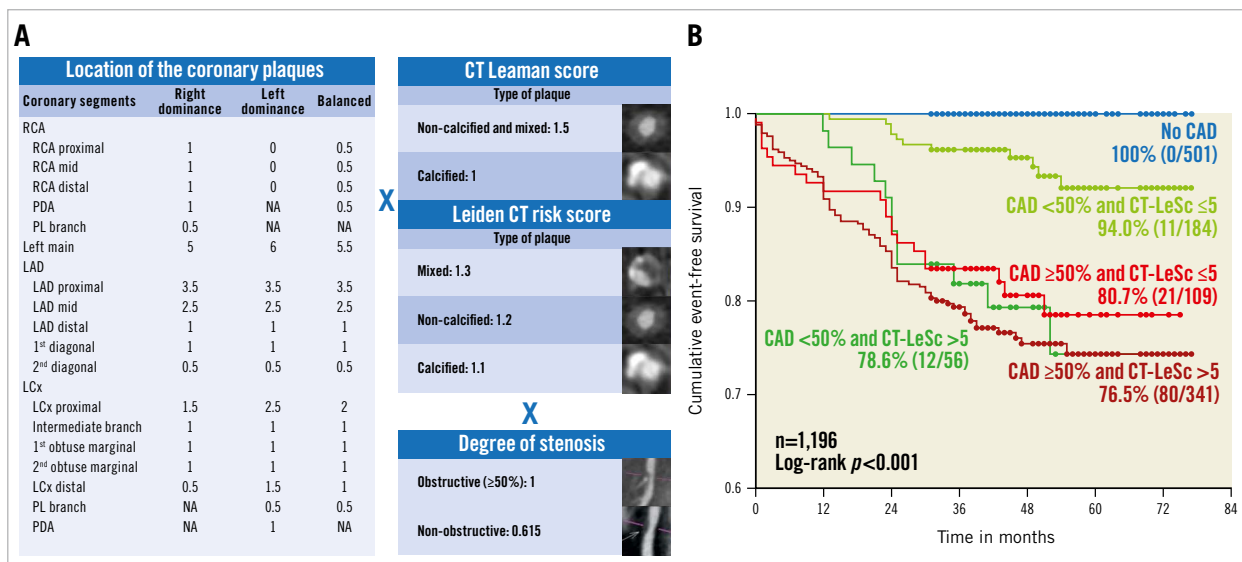 A
Location of the coronary plaques
Coronary segments Right dominance Left dominance Balanced
RCA
RCA proximal 1 0 0.5
RCA mid 1 0 0.5
RCA distal 1 0 0.5
PDA 1 NA 0.5
PL branch 0.5 NA NA
Left main 5 6 5.5
LAD
LAD proximal 3.5 3.5 3.5
LAD mid 2.5 2.5 2.5
LAD distal 1 1 1
1st diagonal 1 1 1
2nd diagonal 0.5 0.5 0.5
LCx
LCx proximal 1.5 2.5 2
Intermediate branch 1 1 1
1st obtuse marginal 1 1 1
2nd obtuse marginal 1 1 1
LCx distal 0.5 1.5 1
PL branch NA 0.5 0.5
PDA NA 1 NA
X
CT Leaman score
Type of plaque
Non-calcified and mixed: 1.5
Calcified: 1
Leiden CT risk score
Type of plaque
Mixed: 1.3
Non-calcified: 1.2
Calcified: 1.1
X
Degree of stenosis
Obstructive (≥50%): 1
Non-obstructive: 0.615
B
Cumulative event-free survival
1.0
0.9
0.8
0.7
0.6
No CAD
100% (0/501)
CAD <50% and CT-LeSc ≤5
94.0% (11/184)
CAD ≥50% and CT-LeSc ≤5
80.7% (21/109)
CAD <50% and CT-LeSc >5
78.6% (12/56)
CAD ≥50% and CT-LeSc >5
76.5% (80/341)
n=1,196
Log-rank p<0.001
0 12 24 36 48 60 72 84
Time in months